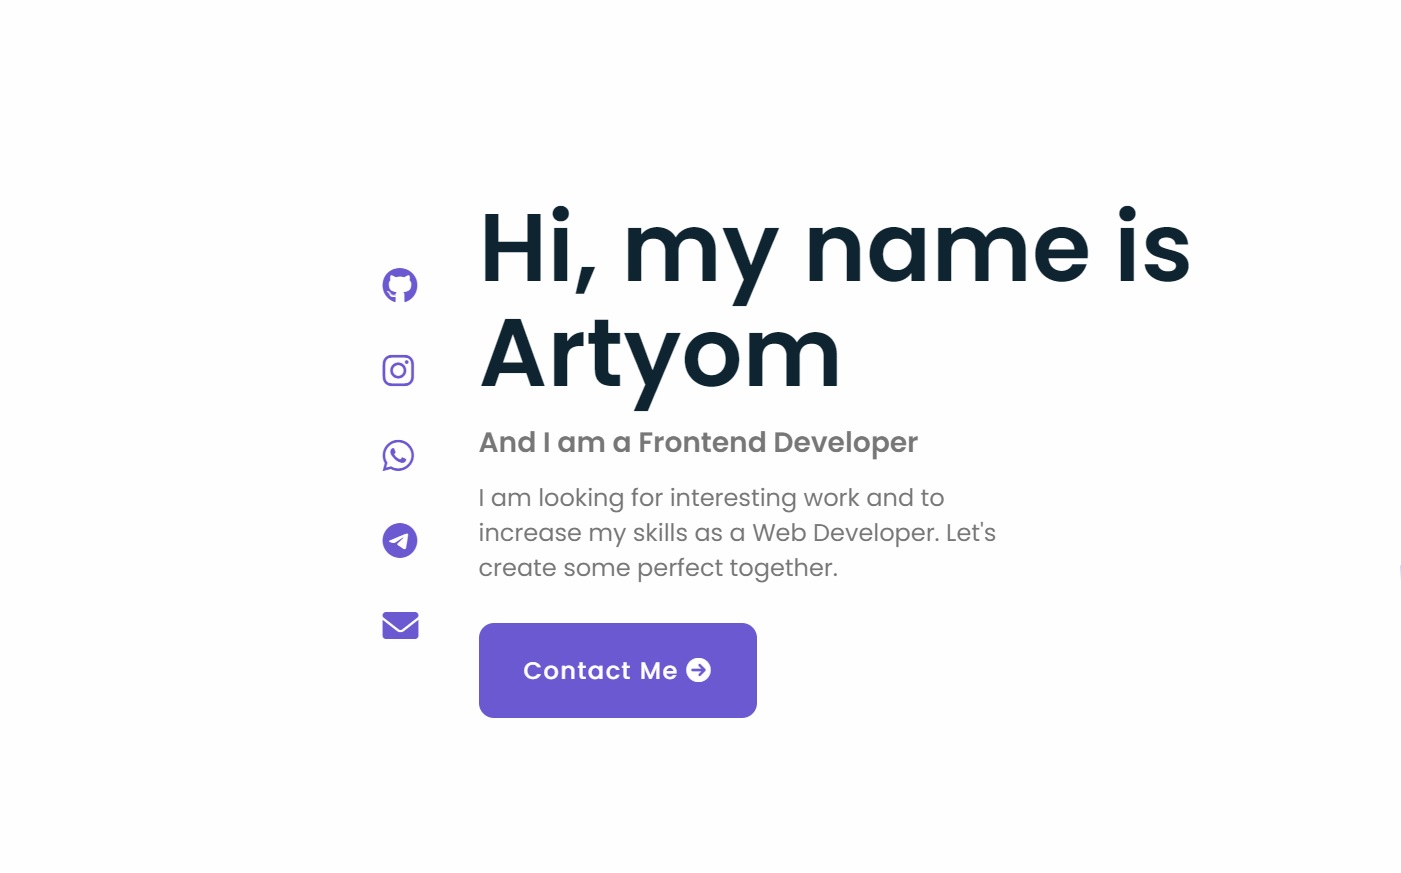 Hi, my name is
Artyom
And I am a Frontend Developer
I am looking for interesting work and to
increase my skills as a Web Developer. Let's
create some perfect together.
Contact Me